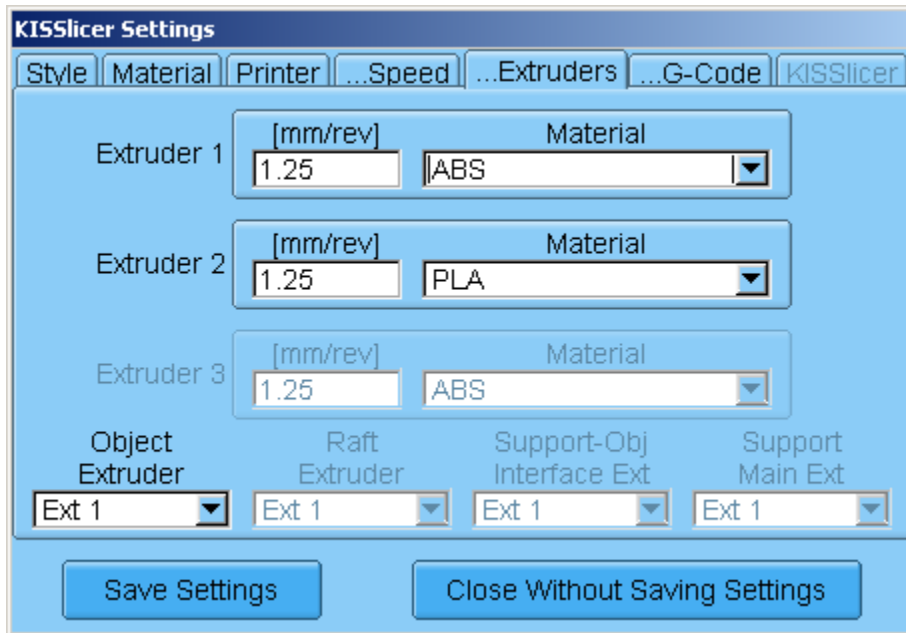 KISSlicer Settings
Style Material Printer ...Speed ...Extruders ...G-Code KISSlicer
Extruder 1 [mm/rev] Material
1.25 ABS
Extruder 2 [mm/rev] Material
1.25 PLA
Extruder 3 [mm/rev] Material
1.25 ABS
Object Raft Support-Obj Support
Extruder Extruder Interface Ext Main Ext
Ext 1 Ext 1 Ext 1 Ext 1
Save Settings Close Without Saving Settings